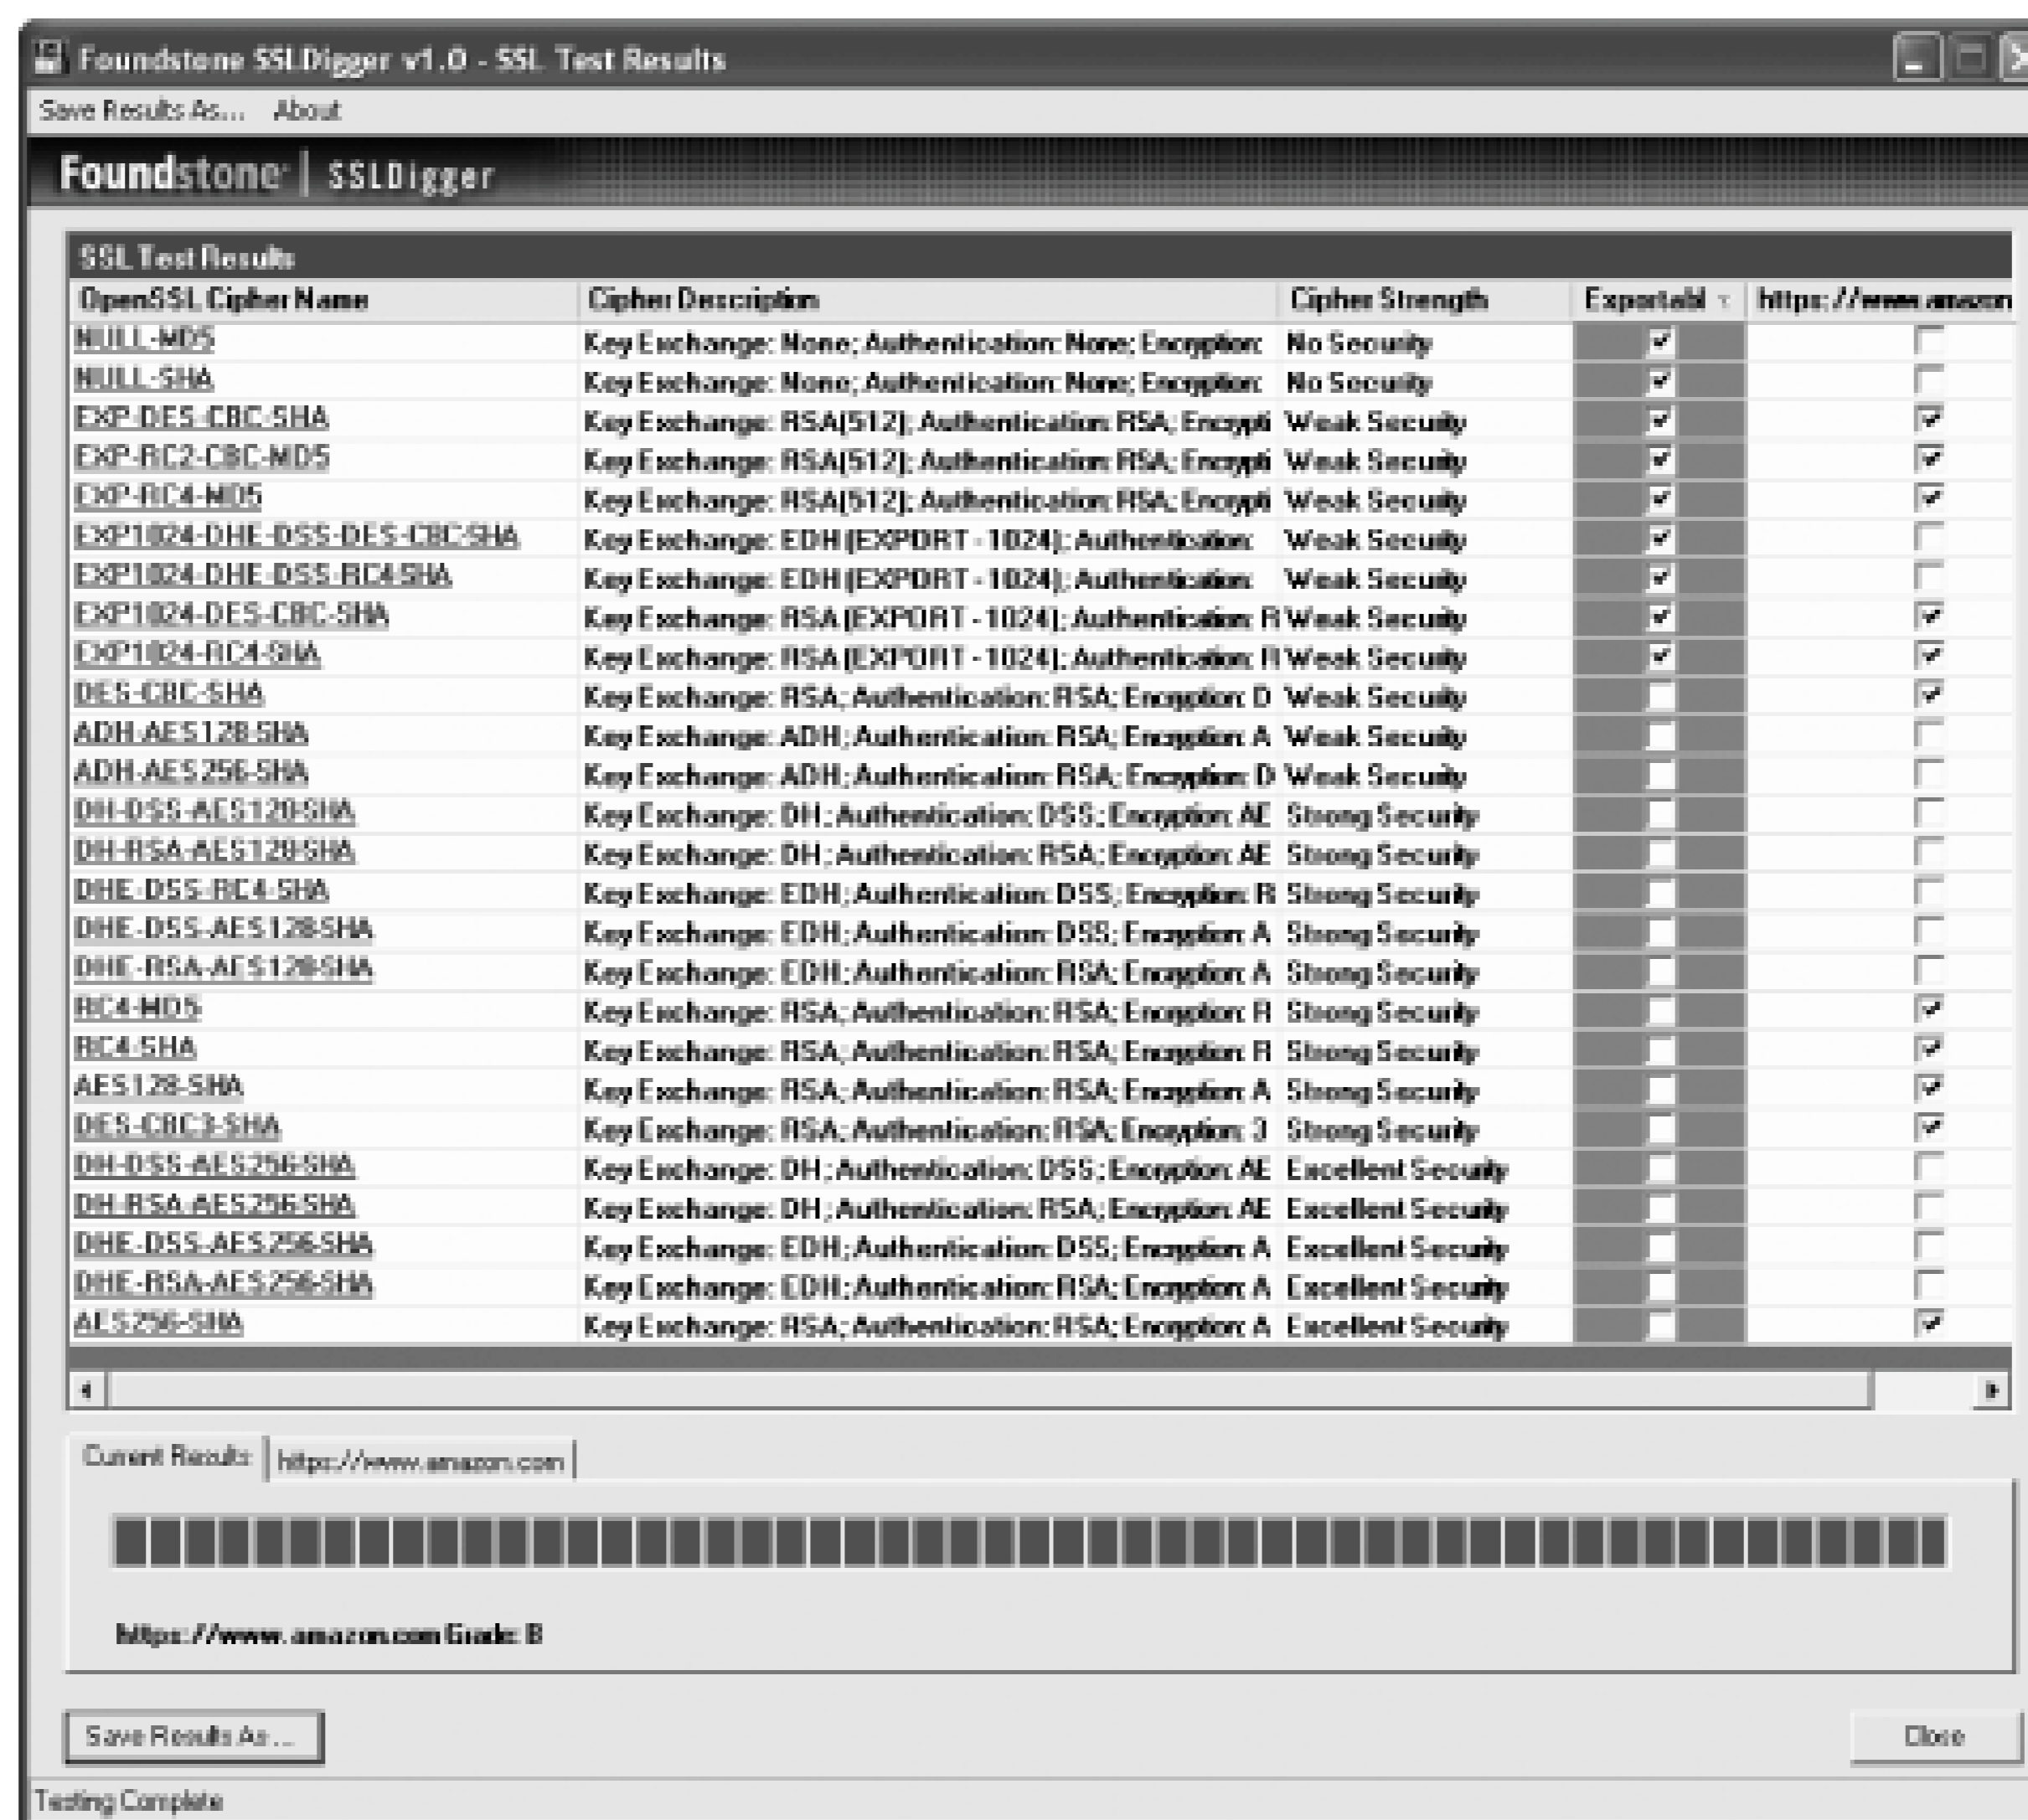 Foundstone SSLDigger v1.0 - SSL Test Results
Save Results As... About
Foundstone | SSLDigger
SSL Test Results
OpenSSL Cipher Name Cipher Description Cipher Strength Exportabl https://www.amazon
NULL-MD5 Key Exchange: None; Authentication: None; Encryption: No Security
NULL-SHA Key Exchange: None; Authentication: None; Encryption: No Security
EXP-DES-CBC-SHA Key Exchange: RSA(512); Authentication: RSA; Encrypti Weak Security
EXP-RC2-CBC-MD5 Key Exchange: RSA(512); Authentication: RSA; Encrypti Weak Security
EXP-RC4-MD5 Key Exchange: RSA(512); Authentication: RSA; Encrypti Weak Security
EXP1024-DHE-DSS-DES-CBC-SHA Key Exchange: EDH (EXPORT - 1024); Authentication: Weak Security
EXP1024-DHE-DSS-RC4-SHA Key Exchange: EDH (EXPORT - 1024); Authentication: Weak Security
EXP1024-DES-CBC-SHA Key Exchange: RSA (EXPORT - 1024); Authentication: R Weak Security
EXP1024-RC4-SHA Key Exchange: RSA (EXPORT - 1024); Authentication: R Weak Security
DES-CBC-SHA Key Exchange: RSA; Authentication: RSA; Encryption: D Weak Security
ADH-AES128-SHA Key Exchange: ADH; Authentication: RSA; Encryption: A Weak Security
ADH-AES256-SHA Key Exchange: ADH; Authentication: RSA; Encryption: D Weak Security
DH-DSS-AES128-SHA Key Exchange: DH; Authentication: DSS; Encryption: AE Strong Security
DH-RSA-AES128-SHA Key Exchange: DH; Authentication: RSA; Encryption: AE Strong Security
DHE-DSS-RC4-SHA Key Exchange: EDH; Authentication: DSS; Encryption: R Strong Security
DHE-DSS-AES128-SHA Key Exchange: EDH; Authentication: DSS; Encryption: A Strong Security
DHE-RSA-AES128-SHA Key Exchange: EDH; Authentication: RSA; Encryption: A Strong Security
RC4-MD5 Key Exchange: RSA; Authentication: RSA; Encryption: R Strong Security
RC4-SHA Key Exchange: RSA; Authentication: RSA; Encryption: R Strong Security
AES128-SHA Key Exchange: RSA; Authentication: RSA; Encryption: A Strong Security
DES-CBC3-SHA Key Exchange: RSA; Authentication: RSA; Encryption: 3 Strong Security
DH-DSS-AES256-SHA Key Exchange: DH; Authentication: DSS; Encryption: AE Excellent Security
DH-RSA-AES256-SHA Key Exchange: DH; Authentication: RSA; Encryption: AE Excellent Security
DHE-DSS-AES256-SHA Key Exchange: EDH; Authentication: DSS; Encryption: A Excellent Security
DHE-RSA-AES256-SHA Key Exchange: EDH; Authentication: RSA; Encryption: A Excellent Security
AES256-SHA Key Exchange: RSA; Authentication: RSA; Encryption: A Excellent Security
Current Results https://www.amazon.com
https://www.amazon.com Grade: B
Save Results As ... Close
Testing Complete